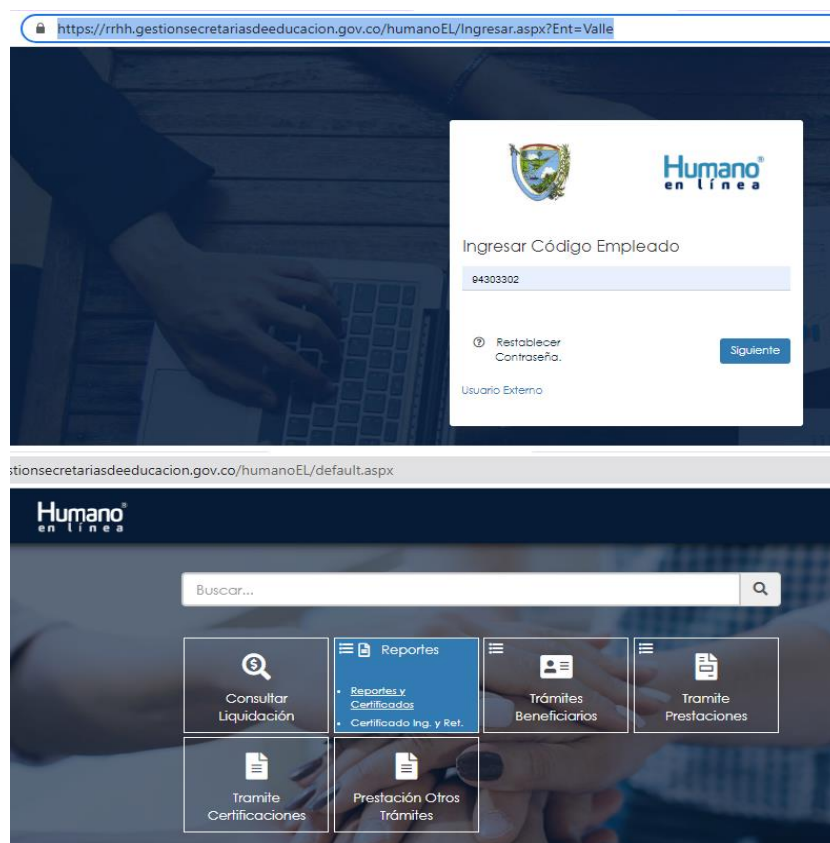 https://rrhh.gestionsecretariasdeeducacion.gov.co/humanoEL/Ingresar.aspx?Ent=Valle
Humano®
en línea
Ingresar Código Empleado
94303302
Restablecer
Contraseña.
Siguiente
Usuario Externo
stionsecretariasdeeducacion.gov.co/humanoEL/default.aspx
Humano®
en línea
Buscar...
Consultar
Liquidación
Reportes
Reportes y
Certificados
Certificado Ing. y Ret.
Trámites
Beneficiarios
Tramite
Prestaciones
Tramite
Certificaciones
Prestación Otros
Trámites